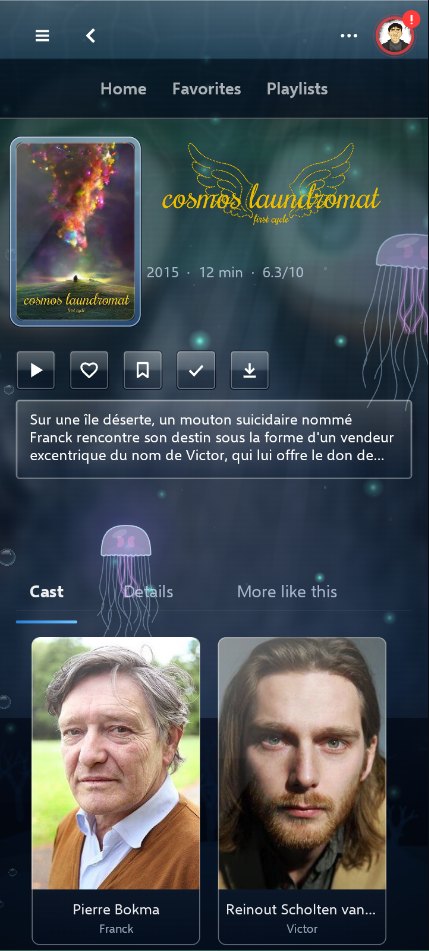 Home Favorites Playlists
cosmos laundromat
first cycle
cosmos laundromat
2015 · 12 min · 6.3/10
Sur une île déserte, un mouton suicidaire nommé
Franck rencontre son destin sous la forme d'un vendeur
excentrique du nom de Victor, qui lui offre le don de...
Cast Details More like this
Pierre Bokma
Franck
Reinout Scholten van...
Victor